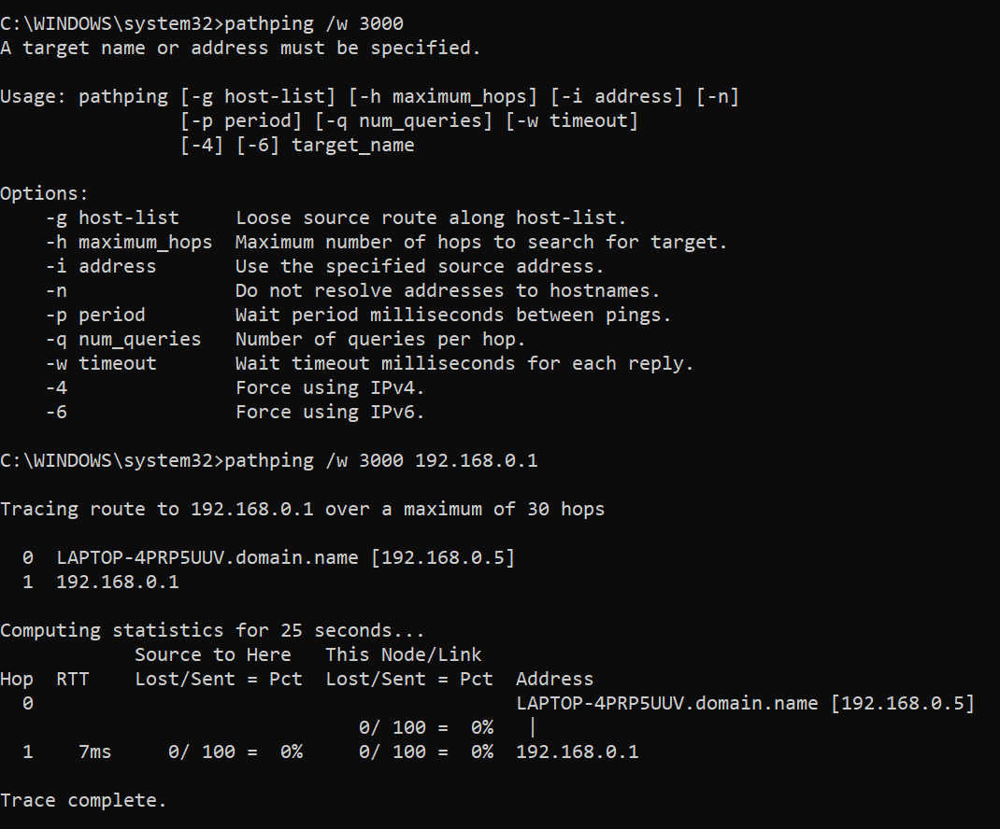 C:\WINDOWS\system32>pathping /w 3000
A target name or address must be specified.

Usage: pathping [-g host-list] [-h maximum_hops] [-i address] [-n]
                [-p period] [-q num_queries] [-w timeout]
                [-4] [-6] target_name

Options:
    -g host-list     Loose source route along host-list.
    -h maximum_hops  Maximum number of hops to search for target.
    -i address       Use the specified source address.
    -n               Do not resolve addresses to hostnames.
    -p period        Wait period milliseconds between pings.
    -q num_queries   Number of queries per hop.
    -w timeout       Wait timeout milliseconds for each reply.
    -4               Force using IPv4.
    -6               Force using IPv6.

C:\WINDOWS\system32>pathping /w 3000 192.168.0.1

Tracing route to 192.168.0.1 over a maximum of 30 hops

  0  LAPTOP-4PRP5UUV.domain.name [192.168.0.5]
  1  192.168.0.1

Computing statistics for 25 seconds...
            Source to Here   This Node/Link
Hop  RTT    Lost/Sent = Pct  Lost/Sent = Pct  Address
  0                                           LAPTOP-4PRP5UUV.domain.name [192.168.0.5]
                                0/ 100 =  0%   |
  1    7ms     0/ 100 =  0%     0/ 100 =  0%  192.168.0.1

Trace complete.